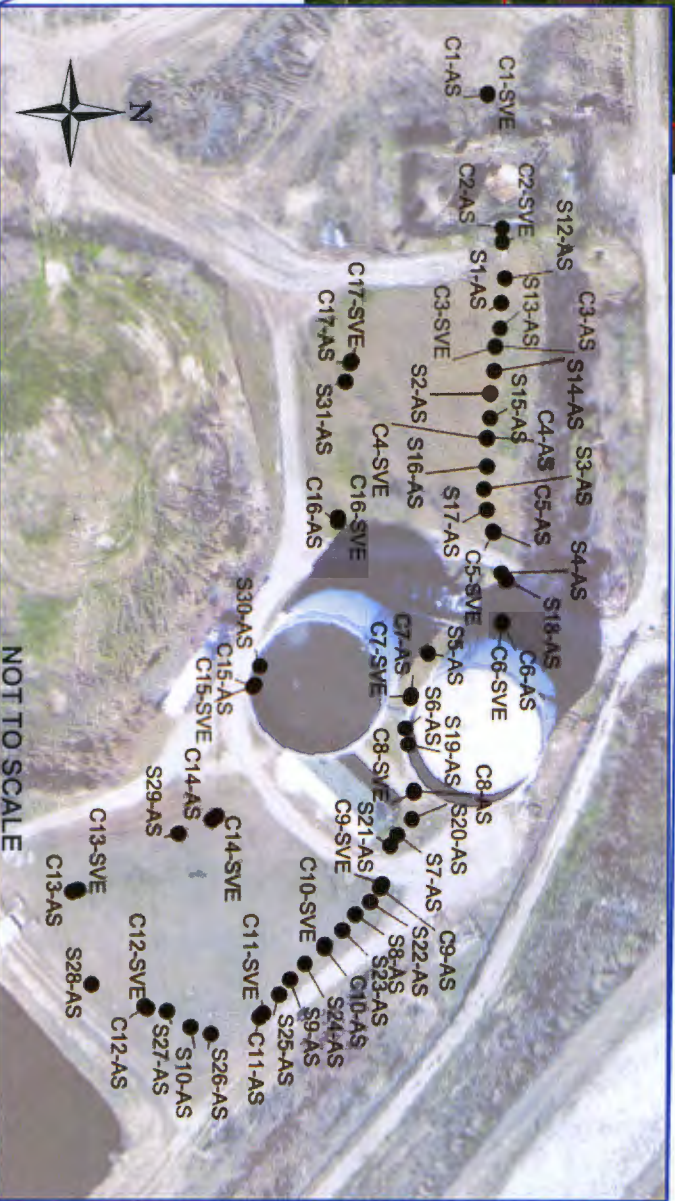 C1-SVE
C1-AS
C2-SVE
C2-AS
S12-AS
S1-AS
S13-AS
C3-AS
C3-SVE
S14-AS
S2-AS
S15-AS
C4-AS
C4-SVE
S16-AS
S3-AS
S17-AS
C5-AS
C5-SVE
S4-AS
S18-AS
C6-AS
C6-SVE
S5-AS
C7-AS
C7-SVE
S6-AS
S19-AS
C8-AS
C8-SVE
S20-AS
S7-AS
S21-AS
C9-SVE
C9-AS
S22-AS
S8-AS
S23-AS
C10-SVE
C10-AS
S24-AS
S9-AS
S25-AS
C11-SVE
C11-AS
S26-AS
S10-AS
S27-AS
C12-SVE
C12-AS
S28-AS
C13-SVE
C13-AS
C14-SVE
C14-AS
S29-AS
S30-AS
C15-AS
C15-SVE
C16-SVE
C16-AS
C17-SVE
C17-AS
S31-AS
N
NOT TO SCALE